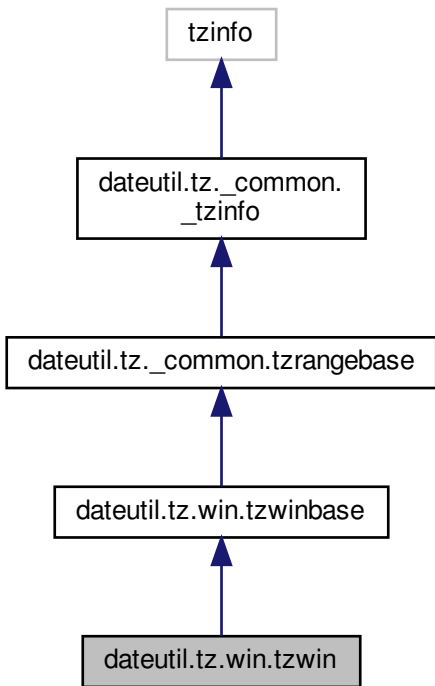 tzinfo
dateutil.tz._common.
_tzinfo
dateutil.tz._common.tzrangebase
dateutil.tz.win.tzwinbase
dateutil.tz.win.tzwin